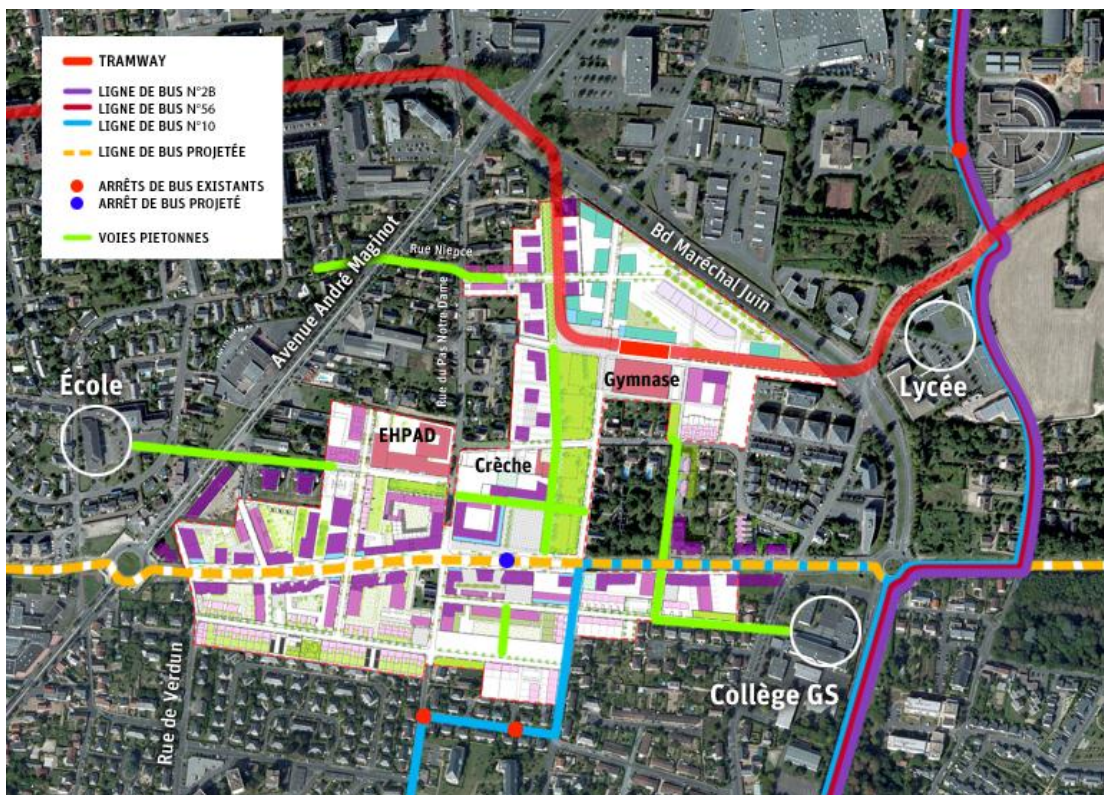 TRAMWAY
LIGNE DE BUS N°2B
LIGNE DE BUS N°56
LIGNE DE BUS N°10
LIGNE DE BUS PROJETÉE
ARRÊTS DE BUS EXISTANTS
ARRÊT DE BUS PROJETÉ
VOIES PIETONNES
Avenue André Maginot
Rue Niepce
Bd Maréchal Juin
Rue du Pas Notre Dame
École
Gymnase
Lycée
EHPAD
Crèche
Rue de Verdun
Collège GS